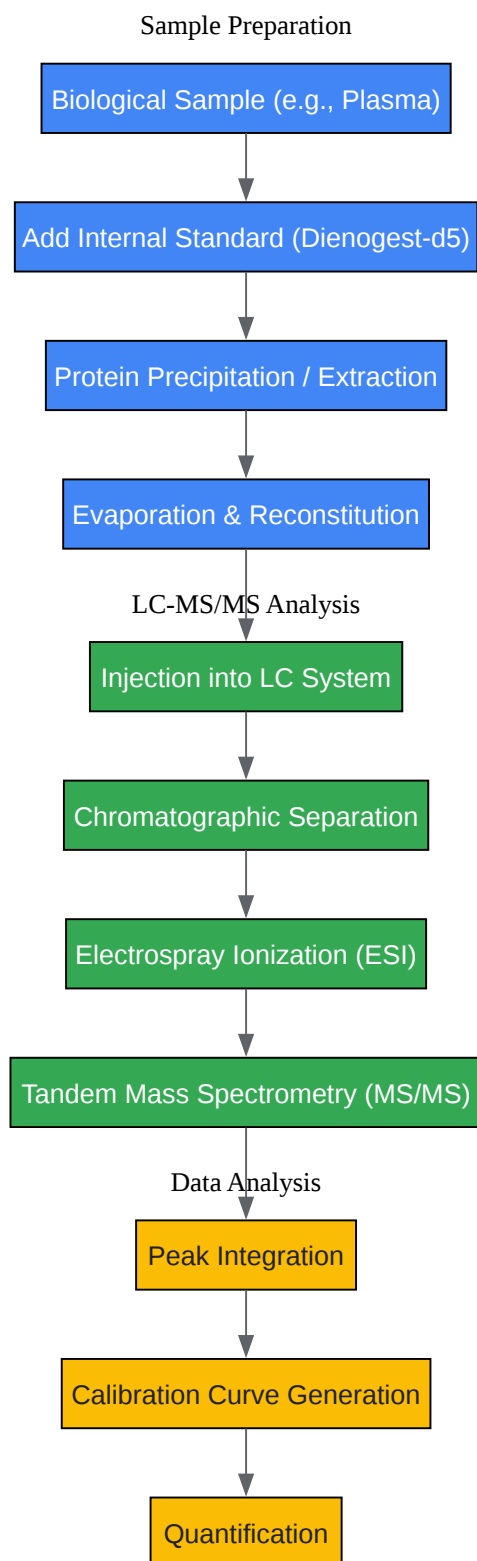 Sample Preparation
Biological Sample (e.g., Plasma)
Add Internal Standard (Dienogest-d5)
Protein Precipitation / Extraction
Evaporation & Reconstitution
LC-MS/MS Analysis
Injection into LC System
Chromatographic Separation
Electrospray Ionization (ESI)
Tandem Mass Spectrometry (MS/MS)
Data Analysis
Peak Integration
Calibration Curve Generation
Quantification